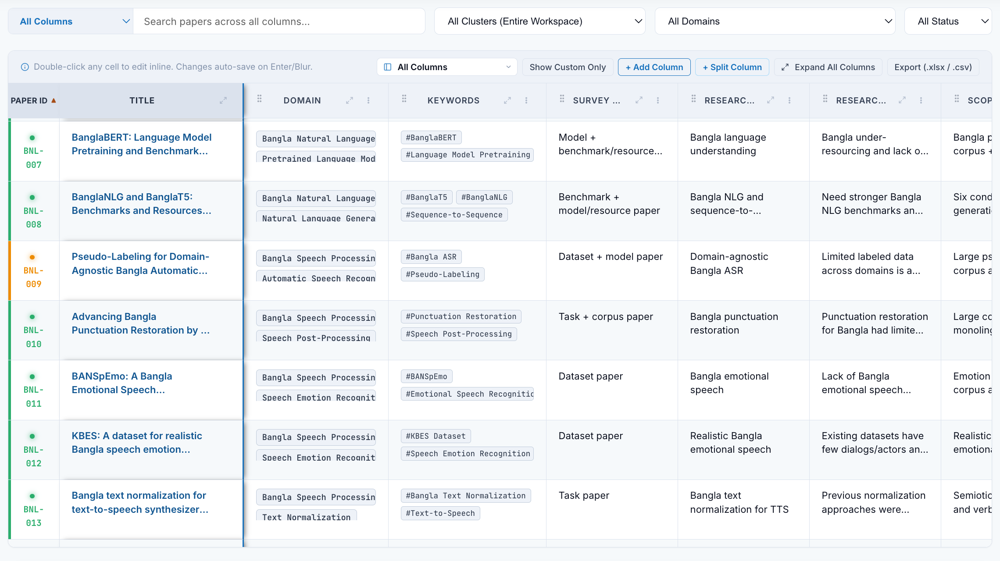 All Columns
Search papers across all columns...
All Clusters (Entire Workspace)
All Domains
All Status
Double-click any cell to edit inline. Changes auto-save on Enter/Blur.
All Columns
Show Custom Only
+ Add Column
+ Split Column
Expand All Columns
Export (.xlsx / .csv)
PAPER ID ▲
TITLE
DOMAIN
KEYWORDS
SURVEY ...
RESEARC...
RESEARC...
SCOP
BNL-
007
BanglaBERT: Language Model
Pretraining and Benchmark...
Bangla Natural Language
Pretrained Language Mod
#BanglaBERT
#Language Model Pretraining
Model +
benchmark/resource...
Bangla language
understanding
Bangla under-
resourcing and lack o...
Bangla p
corpus +
BNL-
008
BanglaNLG and BanglaT5:
Benchmarks and Resources...
Bangla Natural Language
Natural Language Genera
#BanglaT5 #BanglaNLG
#Sequence-to-Sequence
Benchmark +
model/resource paper
Bangla NLG and
sequence-to-...
Need stronger Bangla
NLG benchmarks an...
Six cond
generati
BNL-
009
Pseudo-Labeling for Domain-
Agnostic Bangla Automatic...
Bangla Speech Processin
Automatic Speech Recogn
#Bangla ASR
#Pseudo-Labeling
Dataset + model paper
Domain-agnostic
Bangla ASR
Limited labeled data
across domains is a...
Large ps
corpus a
BNL-
010
Advancing Bangla
Punctuation Restoration by ...
Bangla Speech Processin
Speech Post-Processing
#Punctuation Restoration
#Speech Post-Processing
Task + corpus paper
Bangla punctuation
restoration
Punctuation restoration
for Bangla had limite...
Large co
monoling
BNL-
011
BANSpEmo: A Bangla
Emotional Speech...
Bangla Speech Processin
Speech Emotion Recognit
#BANSpEmo
#Emotional Speech Recognitio
Dataset paper
Bangla emotional
speech
Lack of Bangla
emotional speech...
Emotion
corpus a
BNL-
012
KBES: A dataset for realistic
Bangla speech emotion...
Bangla Speech Processin
Speech Emotion Recognit
#KBES Dataset
#Speech Emotion Recognition
Dataset paper
Realistic Bangla
emotional speech
Existing datasets have
few dialogs/actors an...
Realistic
emotiona
BNL-
013
Bangla text normalization for
text-to-speech synthesizer...
Bangla Speech Processin
Text Normalization
#Bangla Text Normalization
#Text-to-Speech
Task paper
Bangla text
normalization for TTS
Previous normalization
approaches were...
Semiotic
and verb